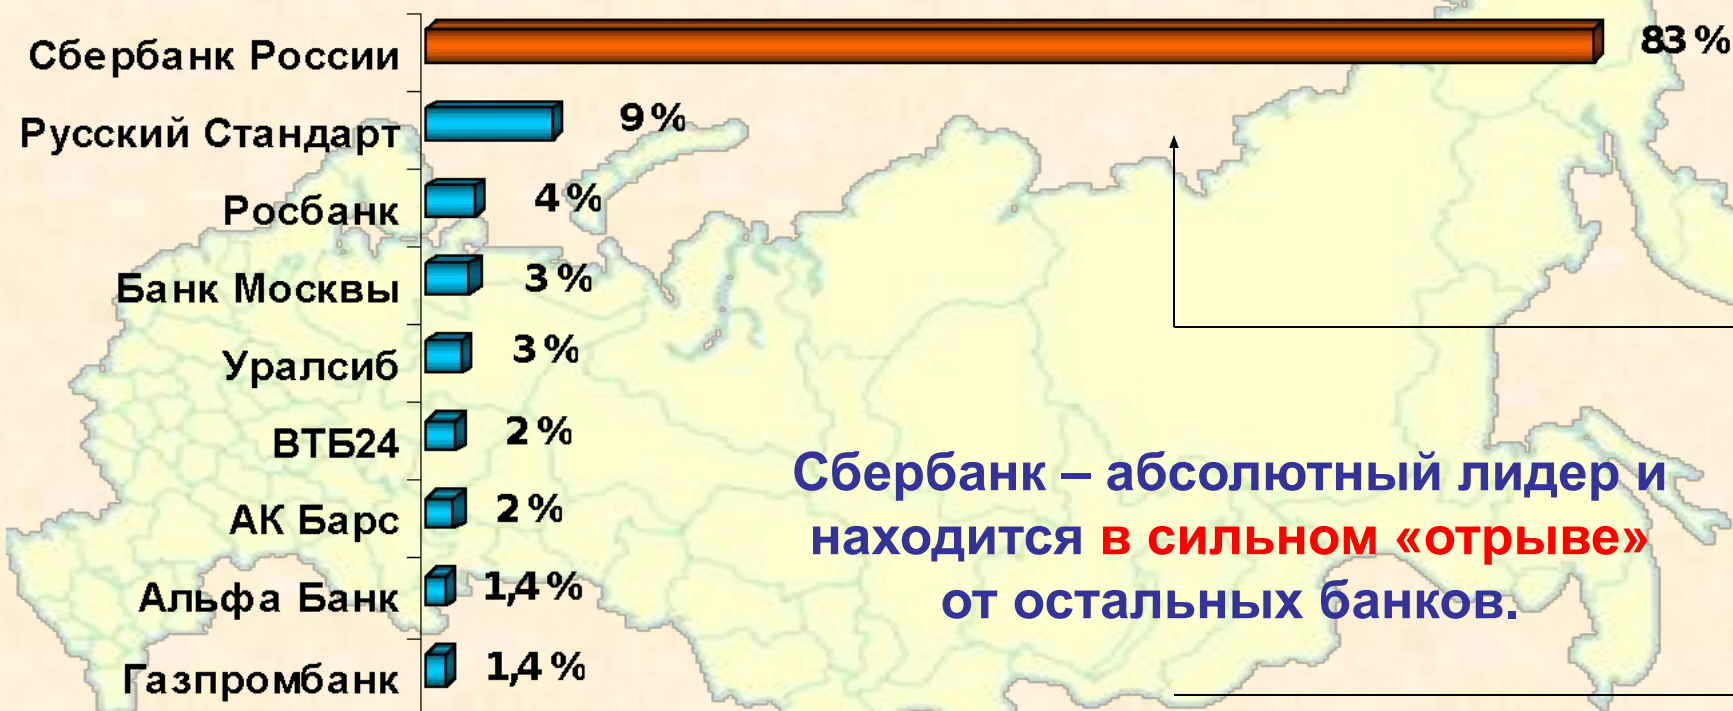 Сбербанк России 83%
Русский Стандарт 9%
Росбанк 4%
Банк Москвы 3%
Уралсиб 3%
ВТБ24 2%
АК Барс 2%
Альфа Банк 1,4%
Газпромбанк 1,4%
Сбербанк – абсолютный лидер и
находится в сильном «отрыве»
от остальных банков.